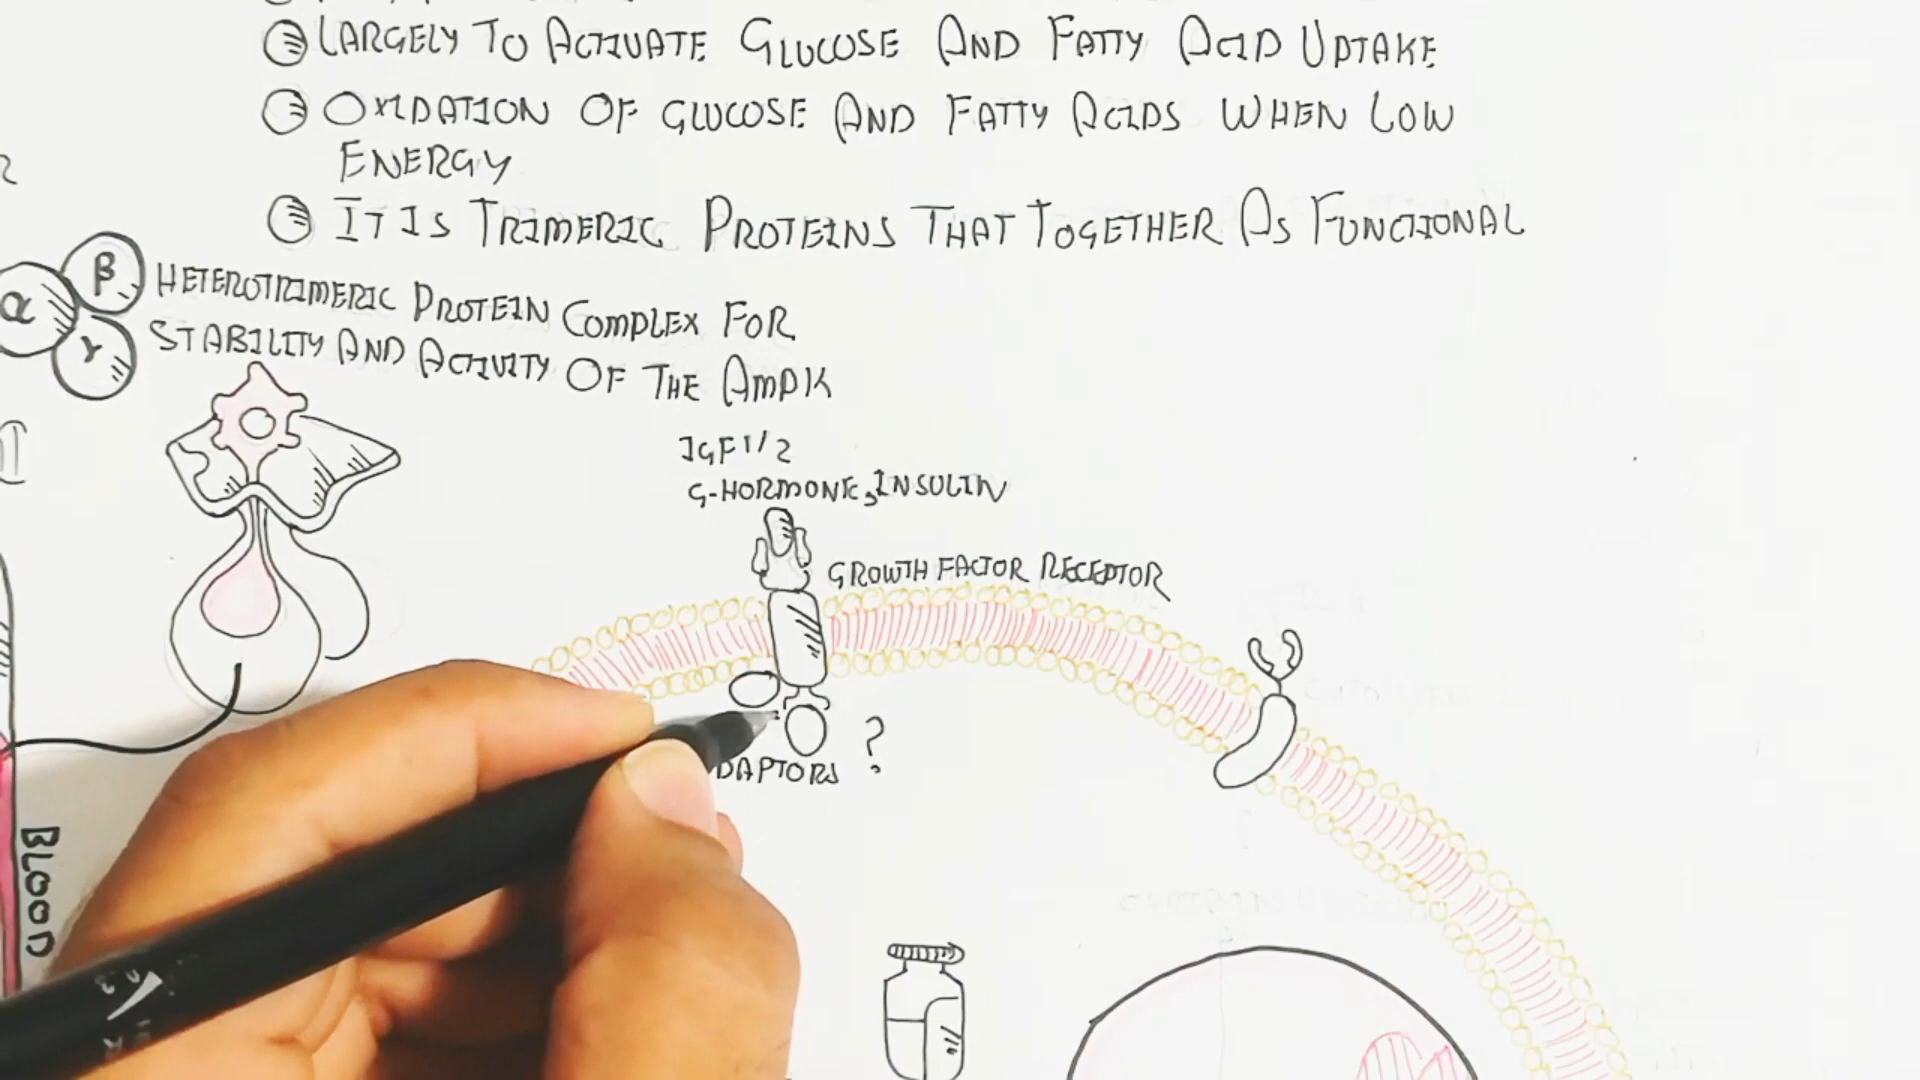 LARGELY TO ACTIVATE GLUCOSE AND FATTY ACID UPTAKE
OXIDATION OF GLUCOSE AND FATTY ACIDS WHEN LOW
ENERGY
IT IS TRIMERIC PROTEINS THAT TOGETHER AS FUNCTIONAL
α β γ
HETEROTRIMERIC PROTEIN COMPLEX FOR
STABILITY AND ACTIVITY OF THE AMPK
IGF1/2
G-HORMONE, INSULIN
GROWTH FACTOR RECEPTOR
DAPTORS ?
BLOOD